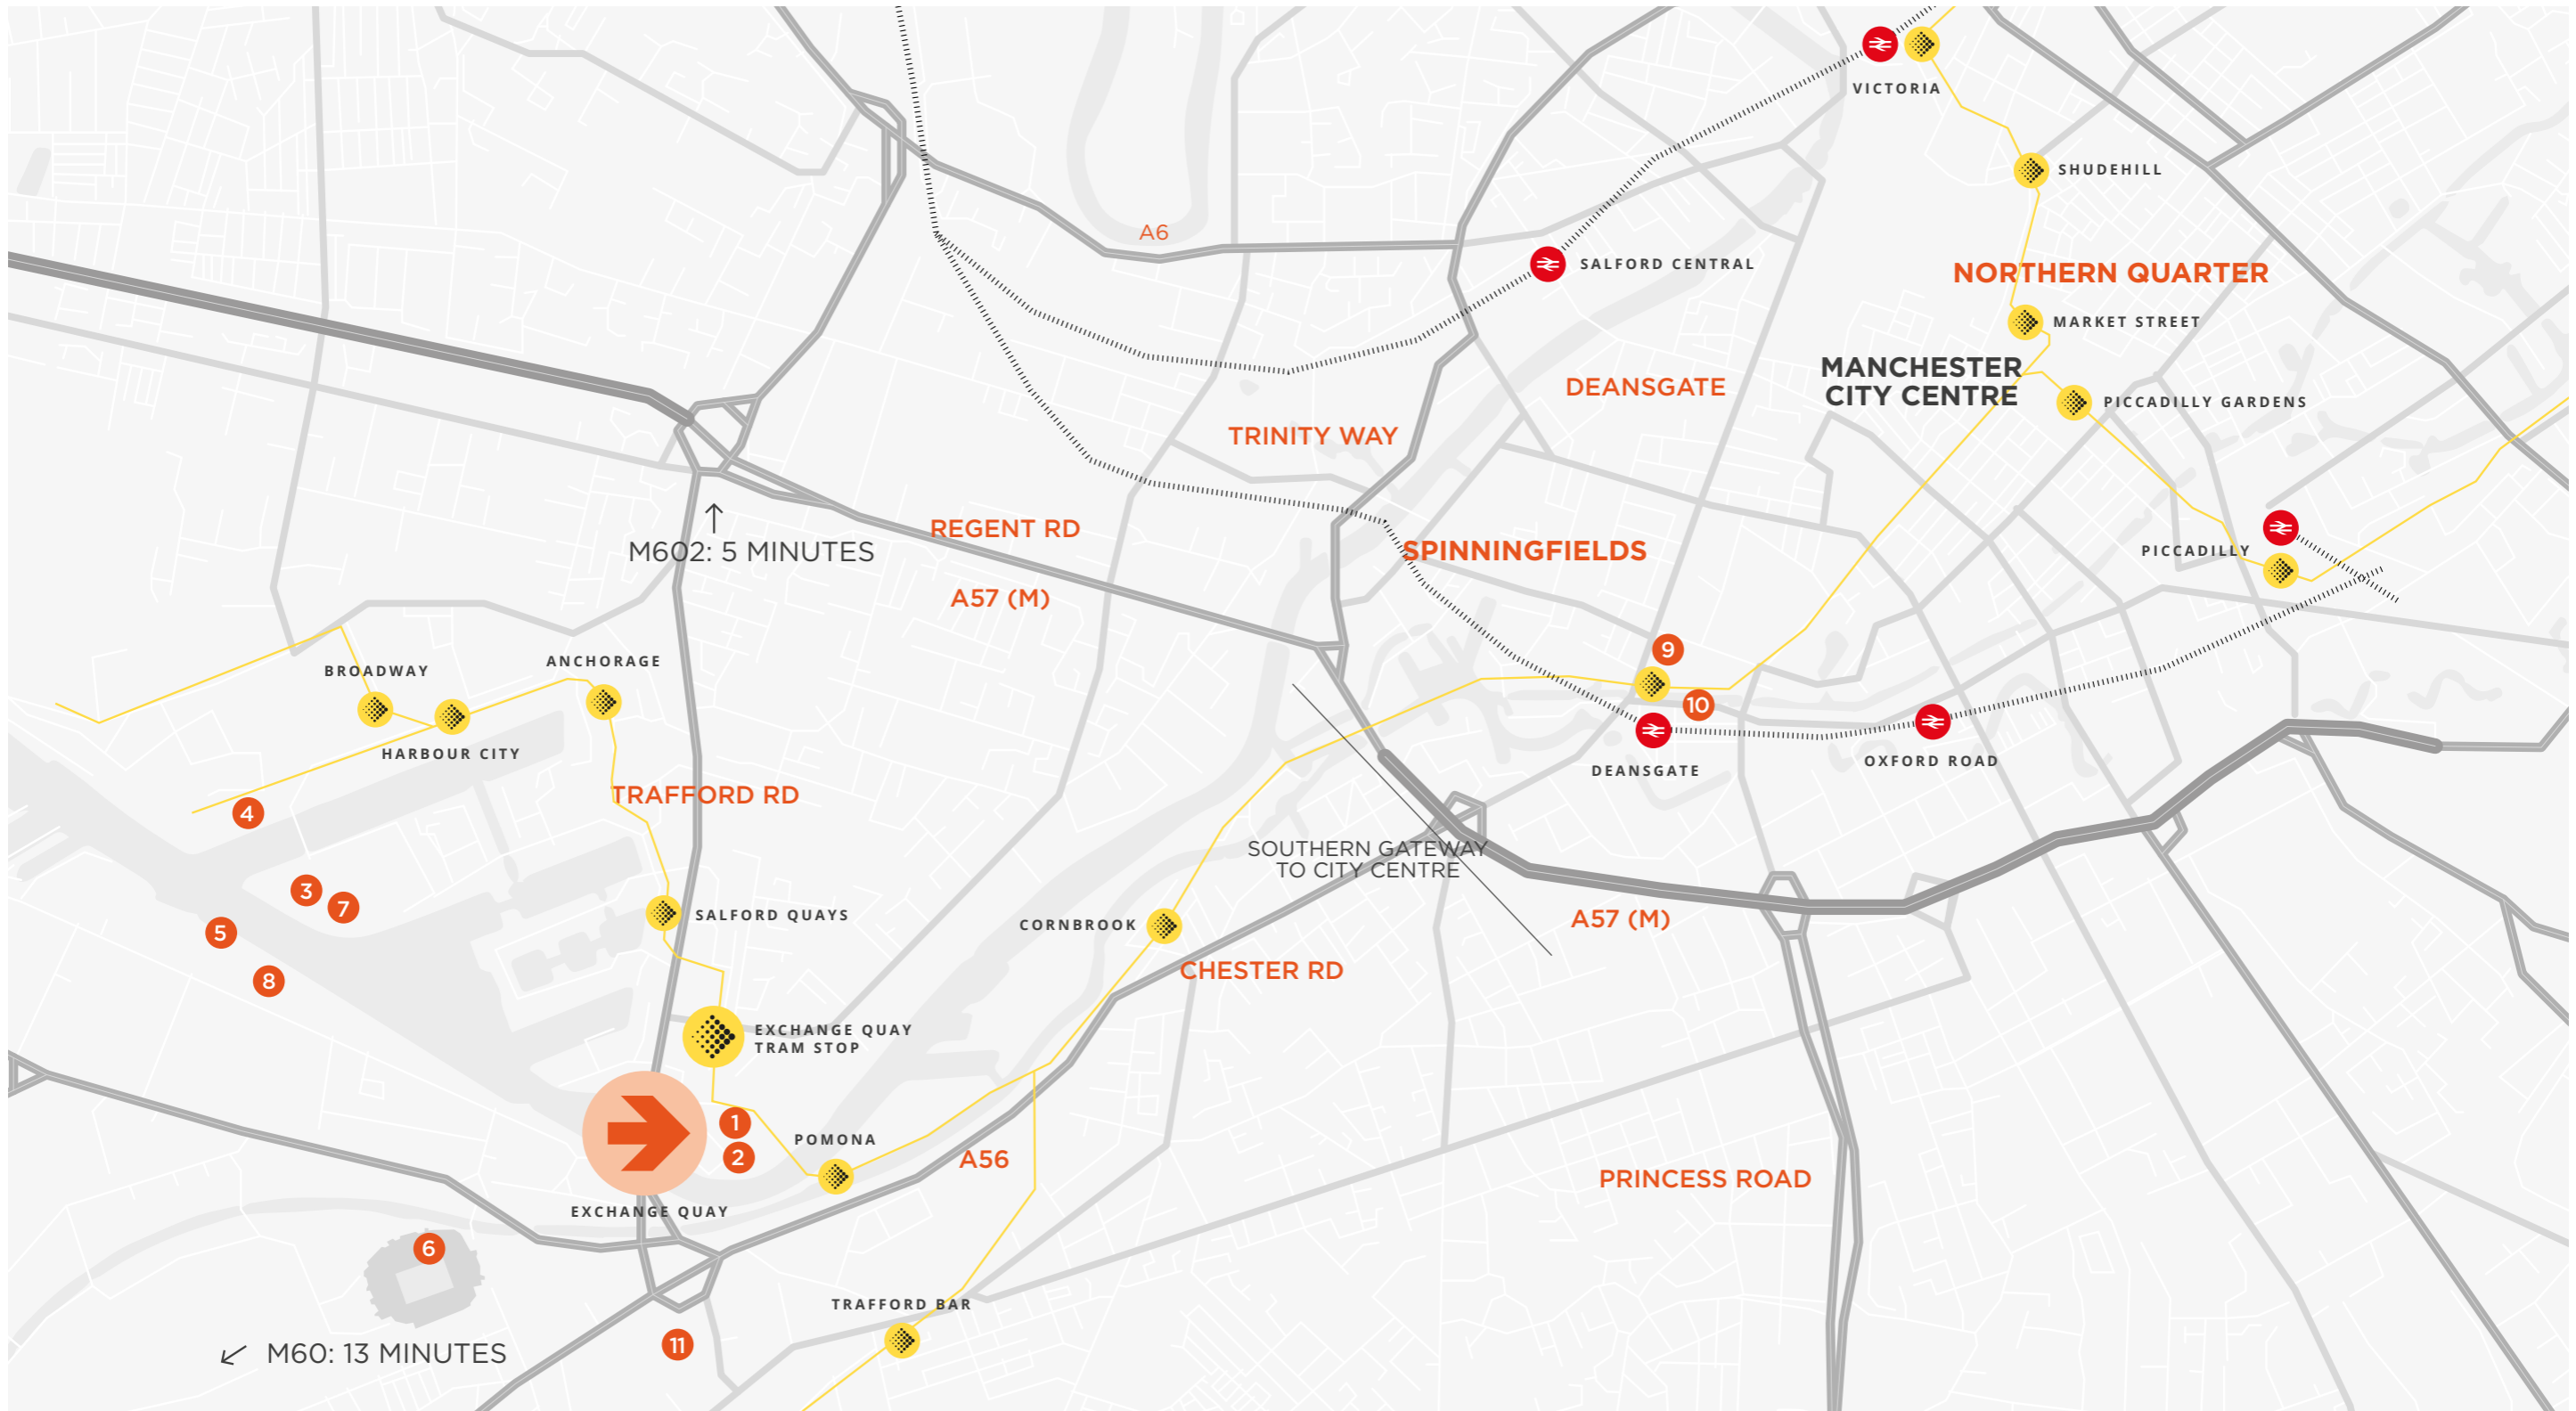 VICTORIA
SHUDEHILL
A6
SALFORD CENTRAL
NORTHERN QUARTER
MARKET STREET
MANCHESTER
CITY CENTRE
DEANSGATE
PICCADILLY GARDENS
TRINITY WAY
REGENT RD
M602: 5 MINUTES
SPINNINGFIELDS
PICCADILLY
A57 (M)
9
ANCHORAGE
BROADWAY
10
HARBOUR CITY
OXFORD ROAD
DEANSGATE
TRAFFORD RD
4
SOUTHERN GATEWAY
TO CITY CENTRE
3
7
SALFORD QUAYS
A57 (M)
CORNBROOK
5
CHESTER RD
8
EXCHANGE QUAY
TRAM STOP
1
POMONA
2
A56
PRINCESS ROAD
EXCHANGE QUAY
6
TRAFFORD BAR
11
M60: 13 MINUTES